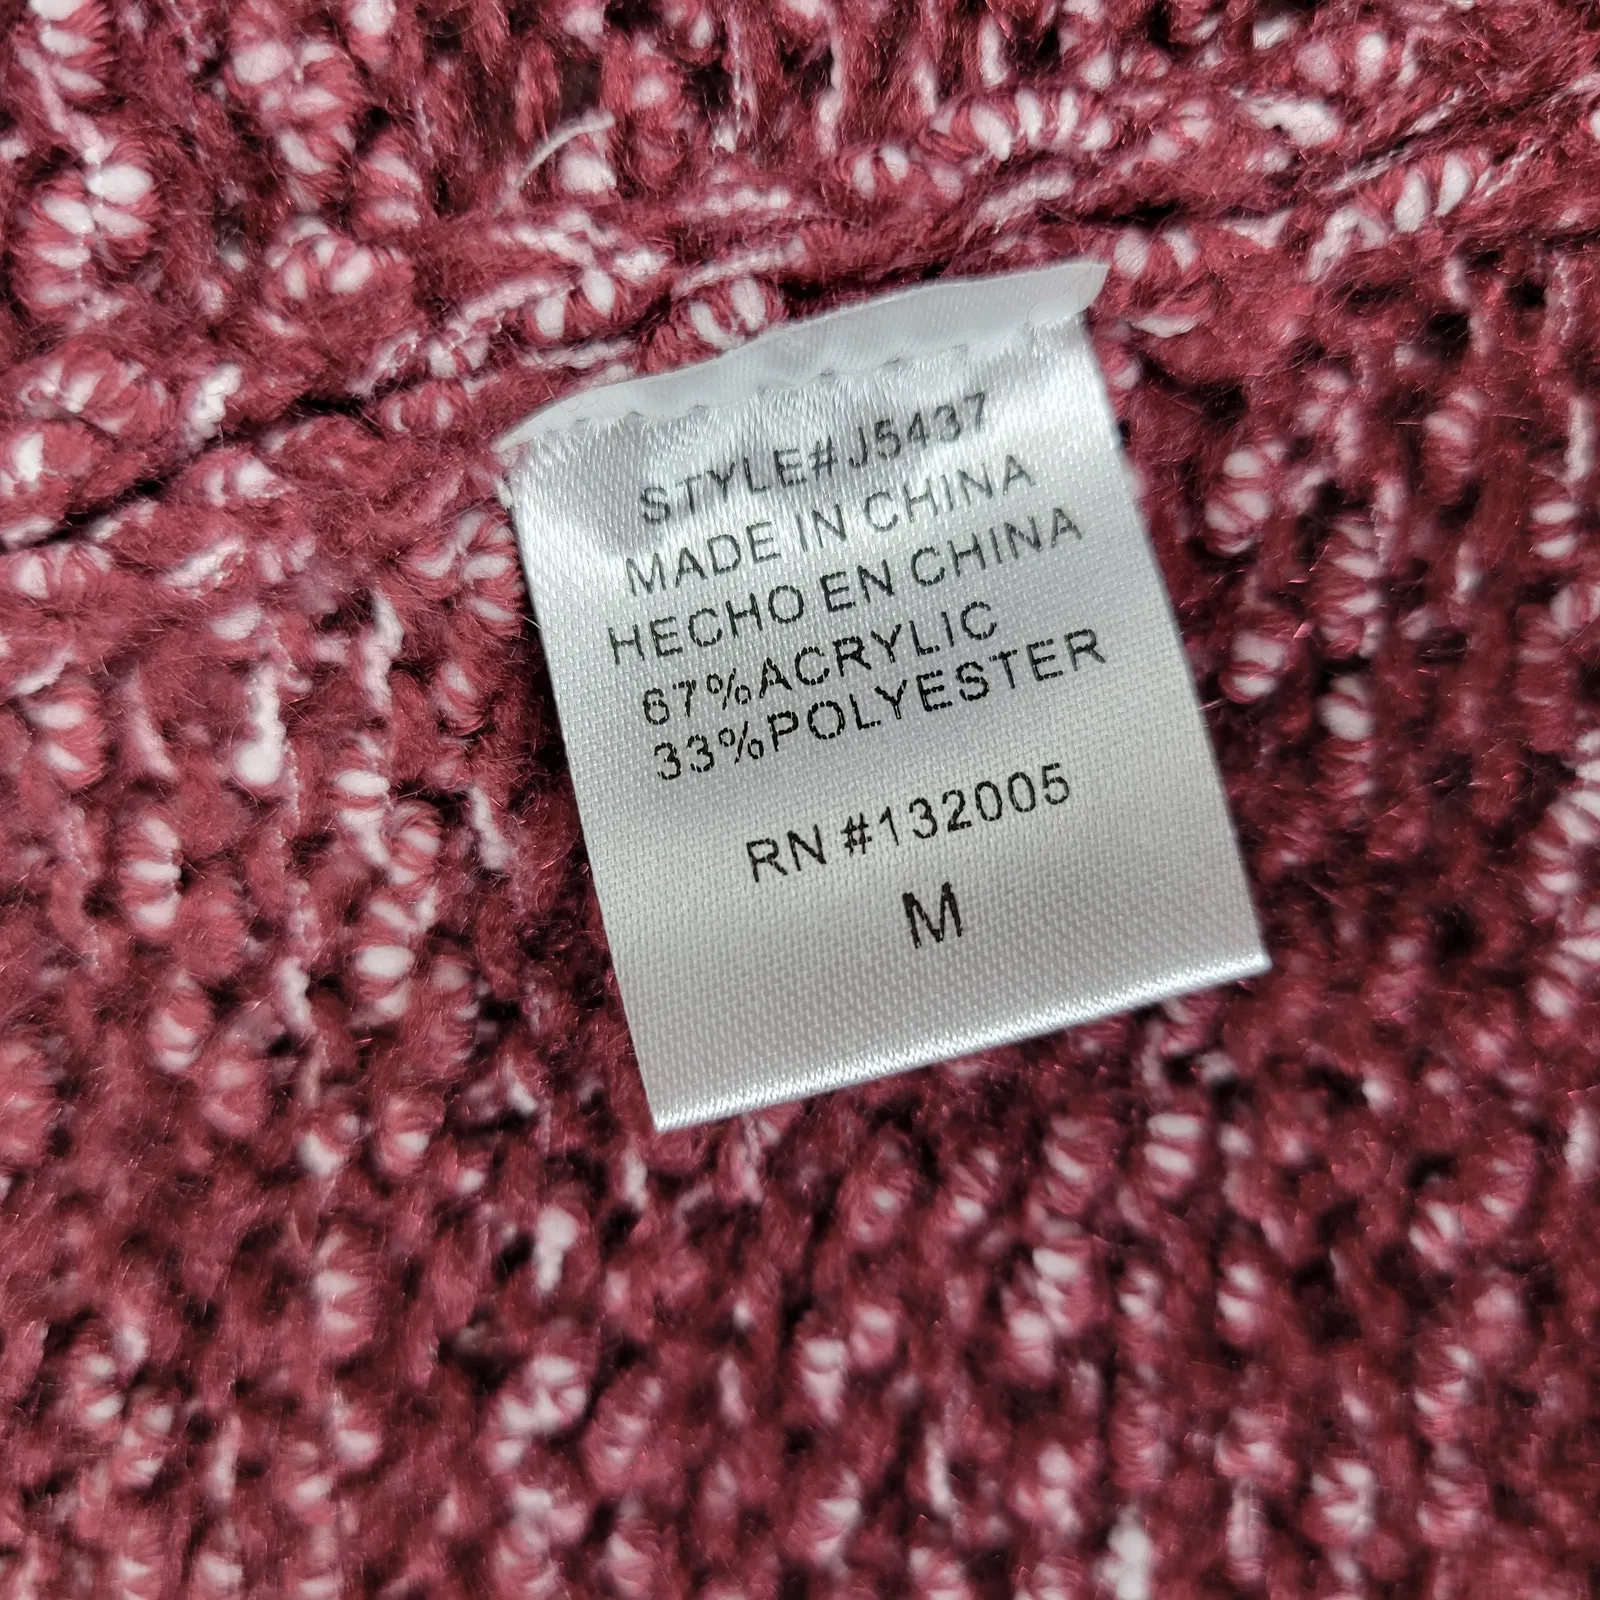 STYLE#J5437
MADE IN CHINA
HECHO EN CHINA
67%ACRYLIC
33%POLYESTER
RN #132005
M